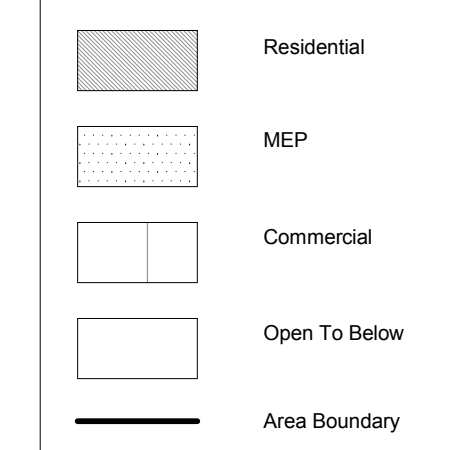 Residential
MEP
Commercial
Open To Below
Area Boundary